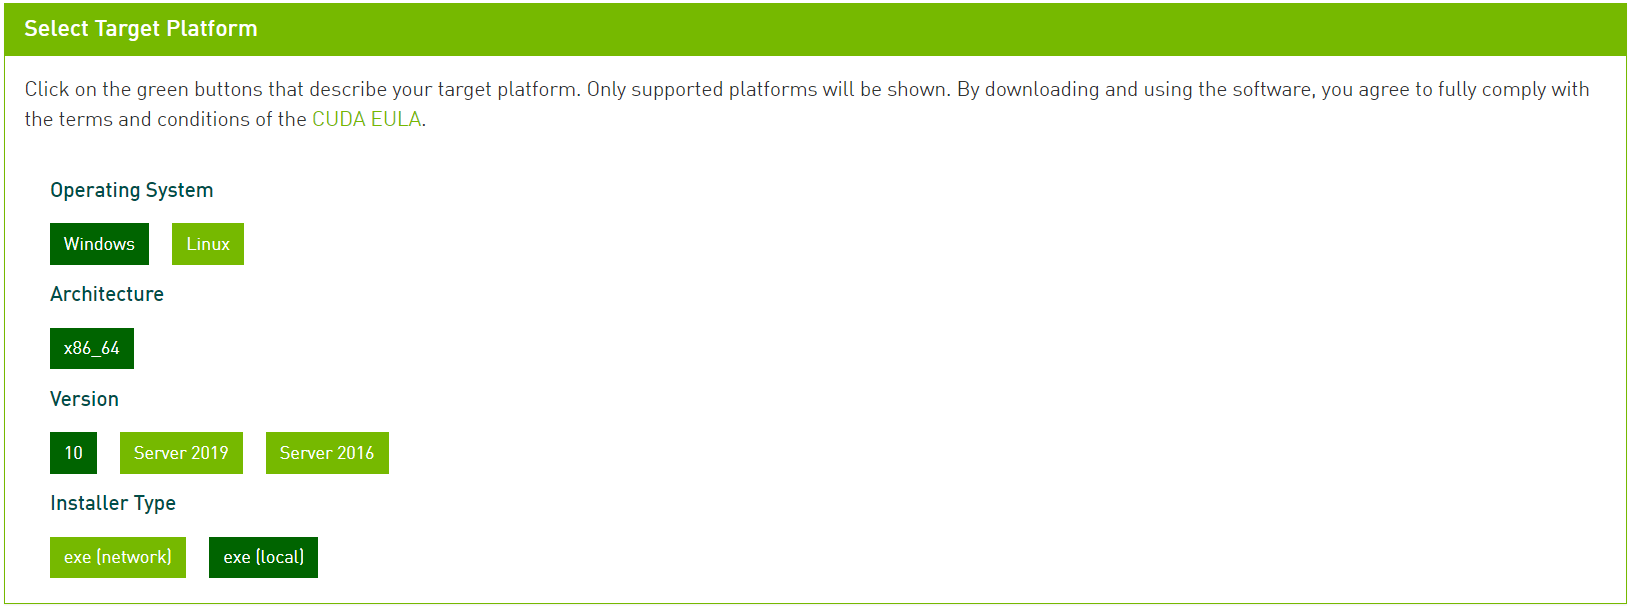 Select Target Platform
Click on the green buttons that describe your target platform. Only supported platforms will be shown. By downloading and using the software, you agree to fully comply with
the terms and conditions of the CUDA EULA.
Operating System
Windows Linux
Architecture
x86_64
Version
10 Server 2019 Server 2016
Installer Type
exe (network) exe (local)